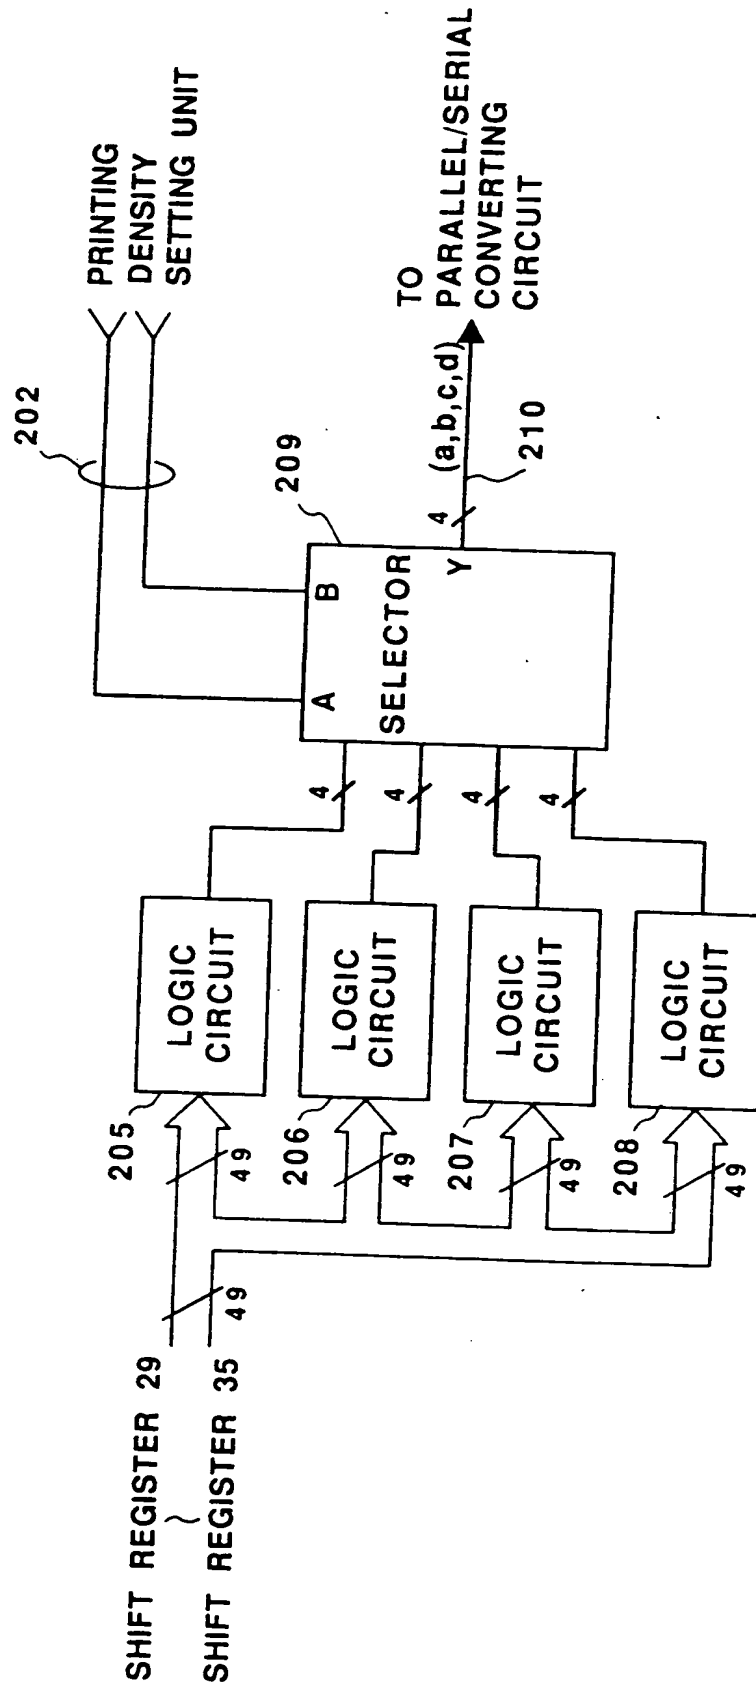 SHIFT REGISTER 29
~
SHIFT REGISTER 35
49
205
49
LOGIC
CIRCUIT
206
49
LOGIC
CIRCUIT
207
49
LOGIC
CIRCUIT
208
49
LOGIC
CIRCUIT
4
4
4
4
A
B
SELECTOR
Y
209
202
PRINTING
DENSITY
SETTING UNIT
4
(a,b,c,d)
210
TO
PARALLEL/SERIAL
CONVERTING
CIRCUIT